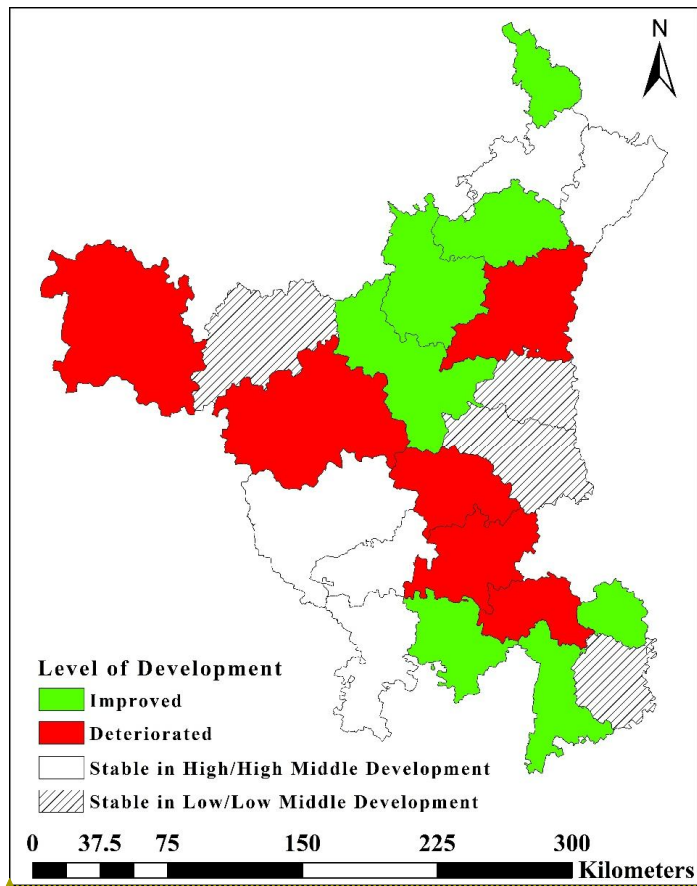 N
Level of Development
Improved
Deteriorated
Stable in High/High Middle Development
Stable in Low/Low Middle Development
0 37.5 75 150 225 300
Kilometers